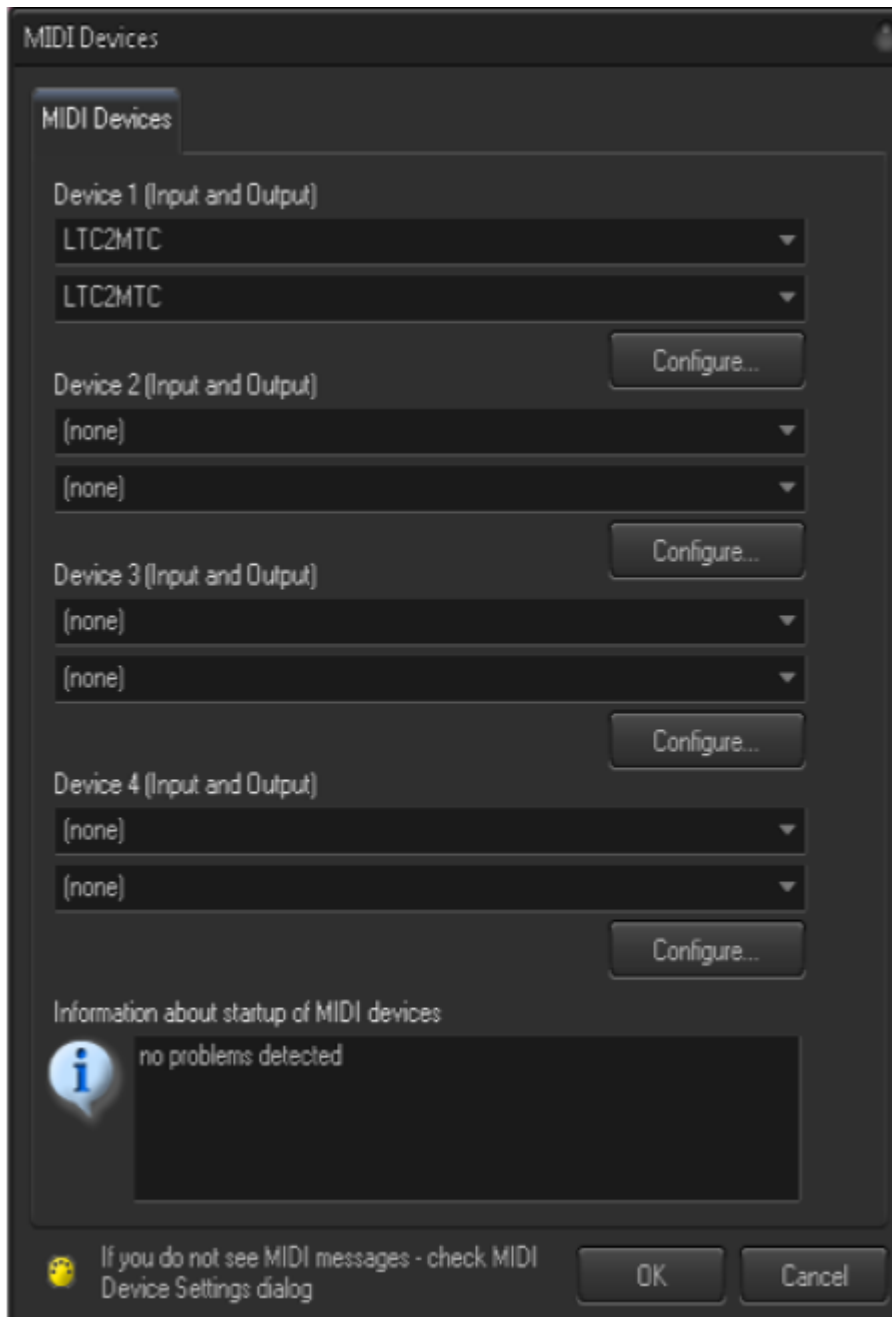 MIDI Devices
MIDI Devices
Device 1 (Input and Output)
LTC2MTC
LTC2MTC
Configure...
Device 2 (Input and Output)
(none)
(none)
Configure...
Device 3 (Input and Output)
(none)
(none)
Configure...
Device 4 (Input and Output)
(none)
(none)
Configure...
Information about startup of MIDI devices
no problems detected
If you do not see MIDI messages - check MIDI
Device Settings dialog
OK
Cancel